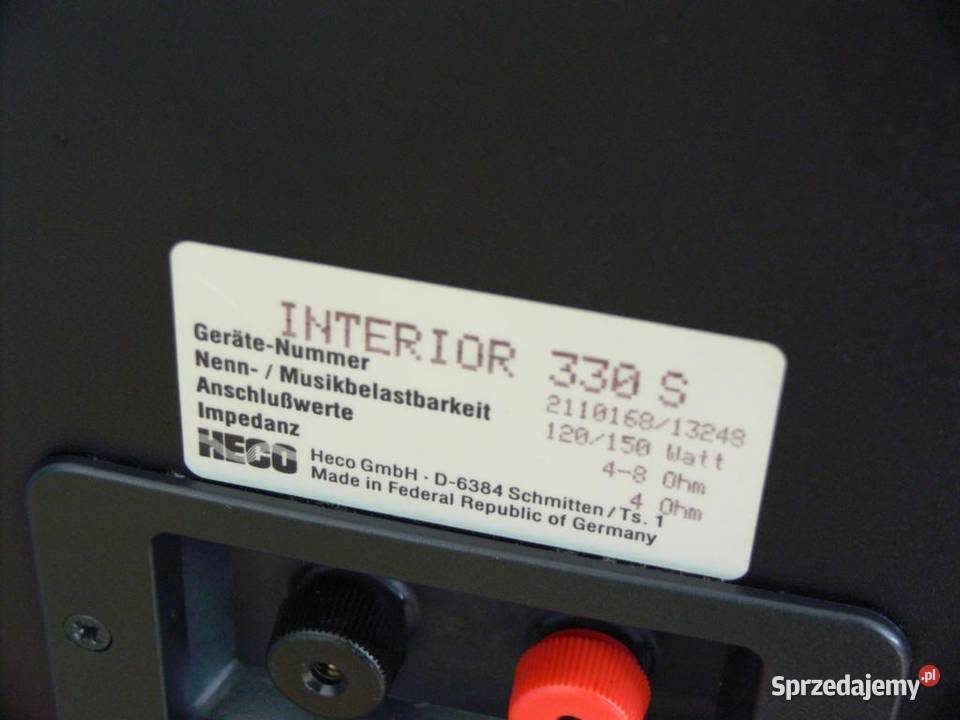 INTERIOR 330 S
Geräte-Nummer 2110168/13248
Nenn- / Musikbelastbarkeit 120/150 Watt
Anschlußwerte 4-8 Ohm
Impedanz 4 Ohm
HECO Heco GmbH · D-6384 Schmitten/Ts. 1
Made in Federal Republic of Germany
Sprzedajemy.pl